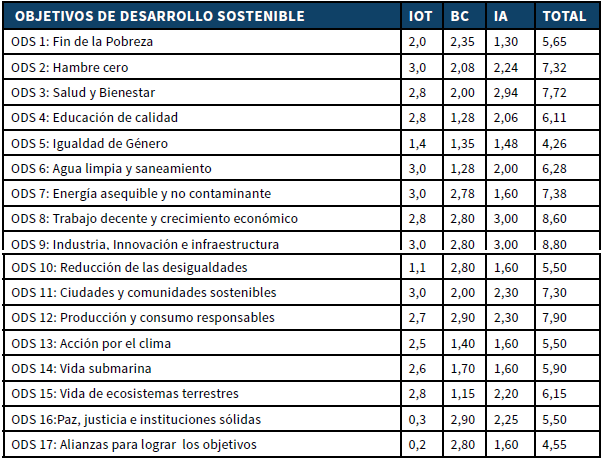 OBJETIVOS DE DESARROLLO SOSTENIBLE IOT BC IA TOTAL
ODS 1: Fin de la Pobreza 2,0 2,35 1,30 5,65
ODS 2: Hambre cero 3,0 2,08 2,24 7,32
ODS 3: Salud y Bienestar 2,8 2,00 2,94 7,72
ODS 4: Educación de calidad 2,8 1,28 2,06 6,11
ODS 5: Igualdad de Género 1,4 1,35 1,48 4,26
ODS 6: Agua limpia y saneamiento 3,0 1,28 2,00 6,28
ODS 7: Energía asequible y no contaminante 3,0 2,78 1,60 7,38
ODS 8: Trabajo decente y crecimiento económico 2,8 2,80 3,00 8,60
ODS 9: Industria, Innovación e infraestructura 3,0 2,80 3,00 8,80
ODS 10: Reducción de las desigualdades 1,1 2,80 1,60 5,50
ODS 11: Ciudades y comunidades sostenibles 3,0 2,00 2,30 7,30
ODS 12: Producción y consumo responsables 2,7 2,90 2,30 7,90
ODS 13: Acción por el clima 2,5 1,40 1,60 5,50
ODS 14: Vida submarina 2,6 1,70 1,60 5,90
ODS 15: Vida de ecosistemas terrestres 2,8 1,15 2,20 6,15
ODS 16:Paz, justicia e instituciones sólidas 0,3 2,90 2,25 5,50
ODS 17: Alianzas para lograr los objetivos 0,2 2,80 1,60 4,55